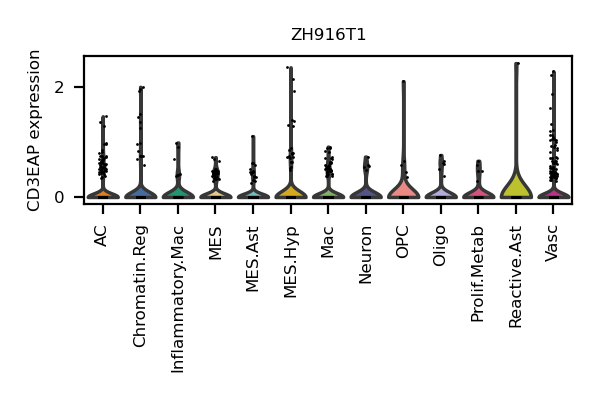 ZH916T1
CD3EAP expression
2
0
AC
Chromatin.Reg
Inflammatory.Mac
MES
MES.Ast
MES.Hyp
Mac
Neuron
OPC
Oligo
Prolif.Metab
Reactive.Ast
Vasc